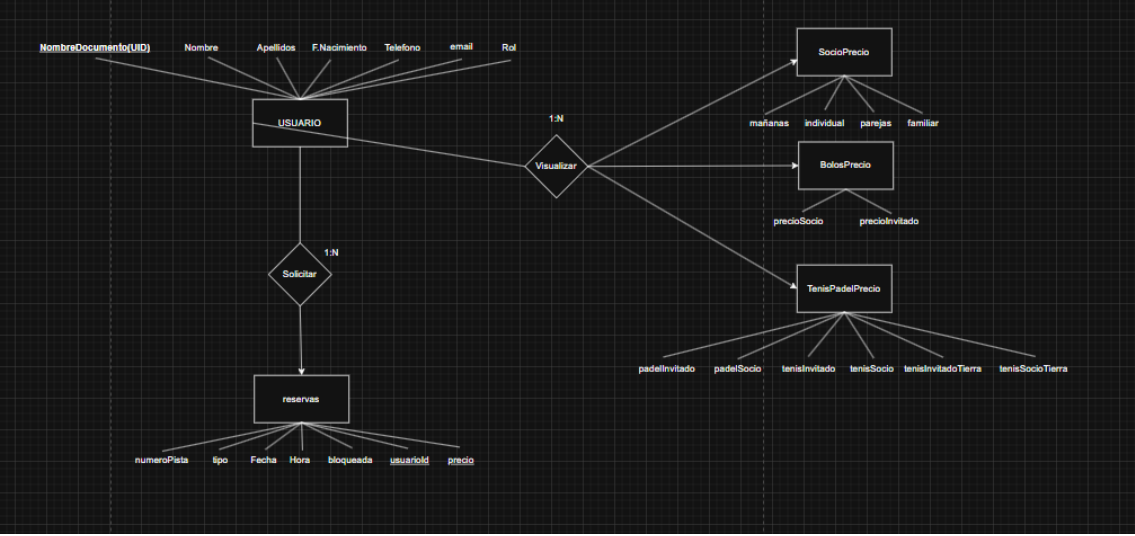 NombreDocumento(UID)
Nombre
Apellidos
F.Nacimiento
Telefono
email
Rol
USUARIO
1:N
Visualizar
SocioPrecio
mañanas
individual
parejas
familiar
BolosPrecio
precioSocio
precioInvitado
1:N
Solicitar
TenisPadelPrecio
padelInvitado
padelSocio
tenisInvitado
tenisSocio
tenisInvitadoTierra
tenisSocioTierra
reservas
numeroPista
tipo
Fecha
Hora
bloqueada
usuarioId
precio